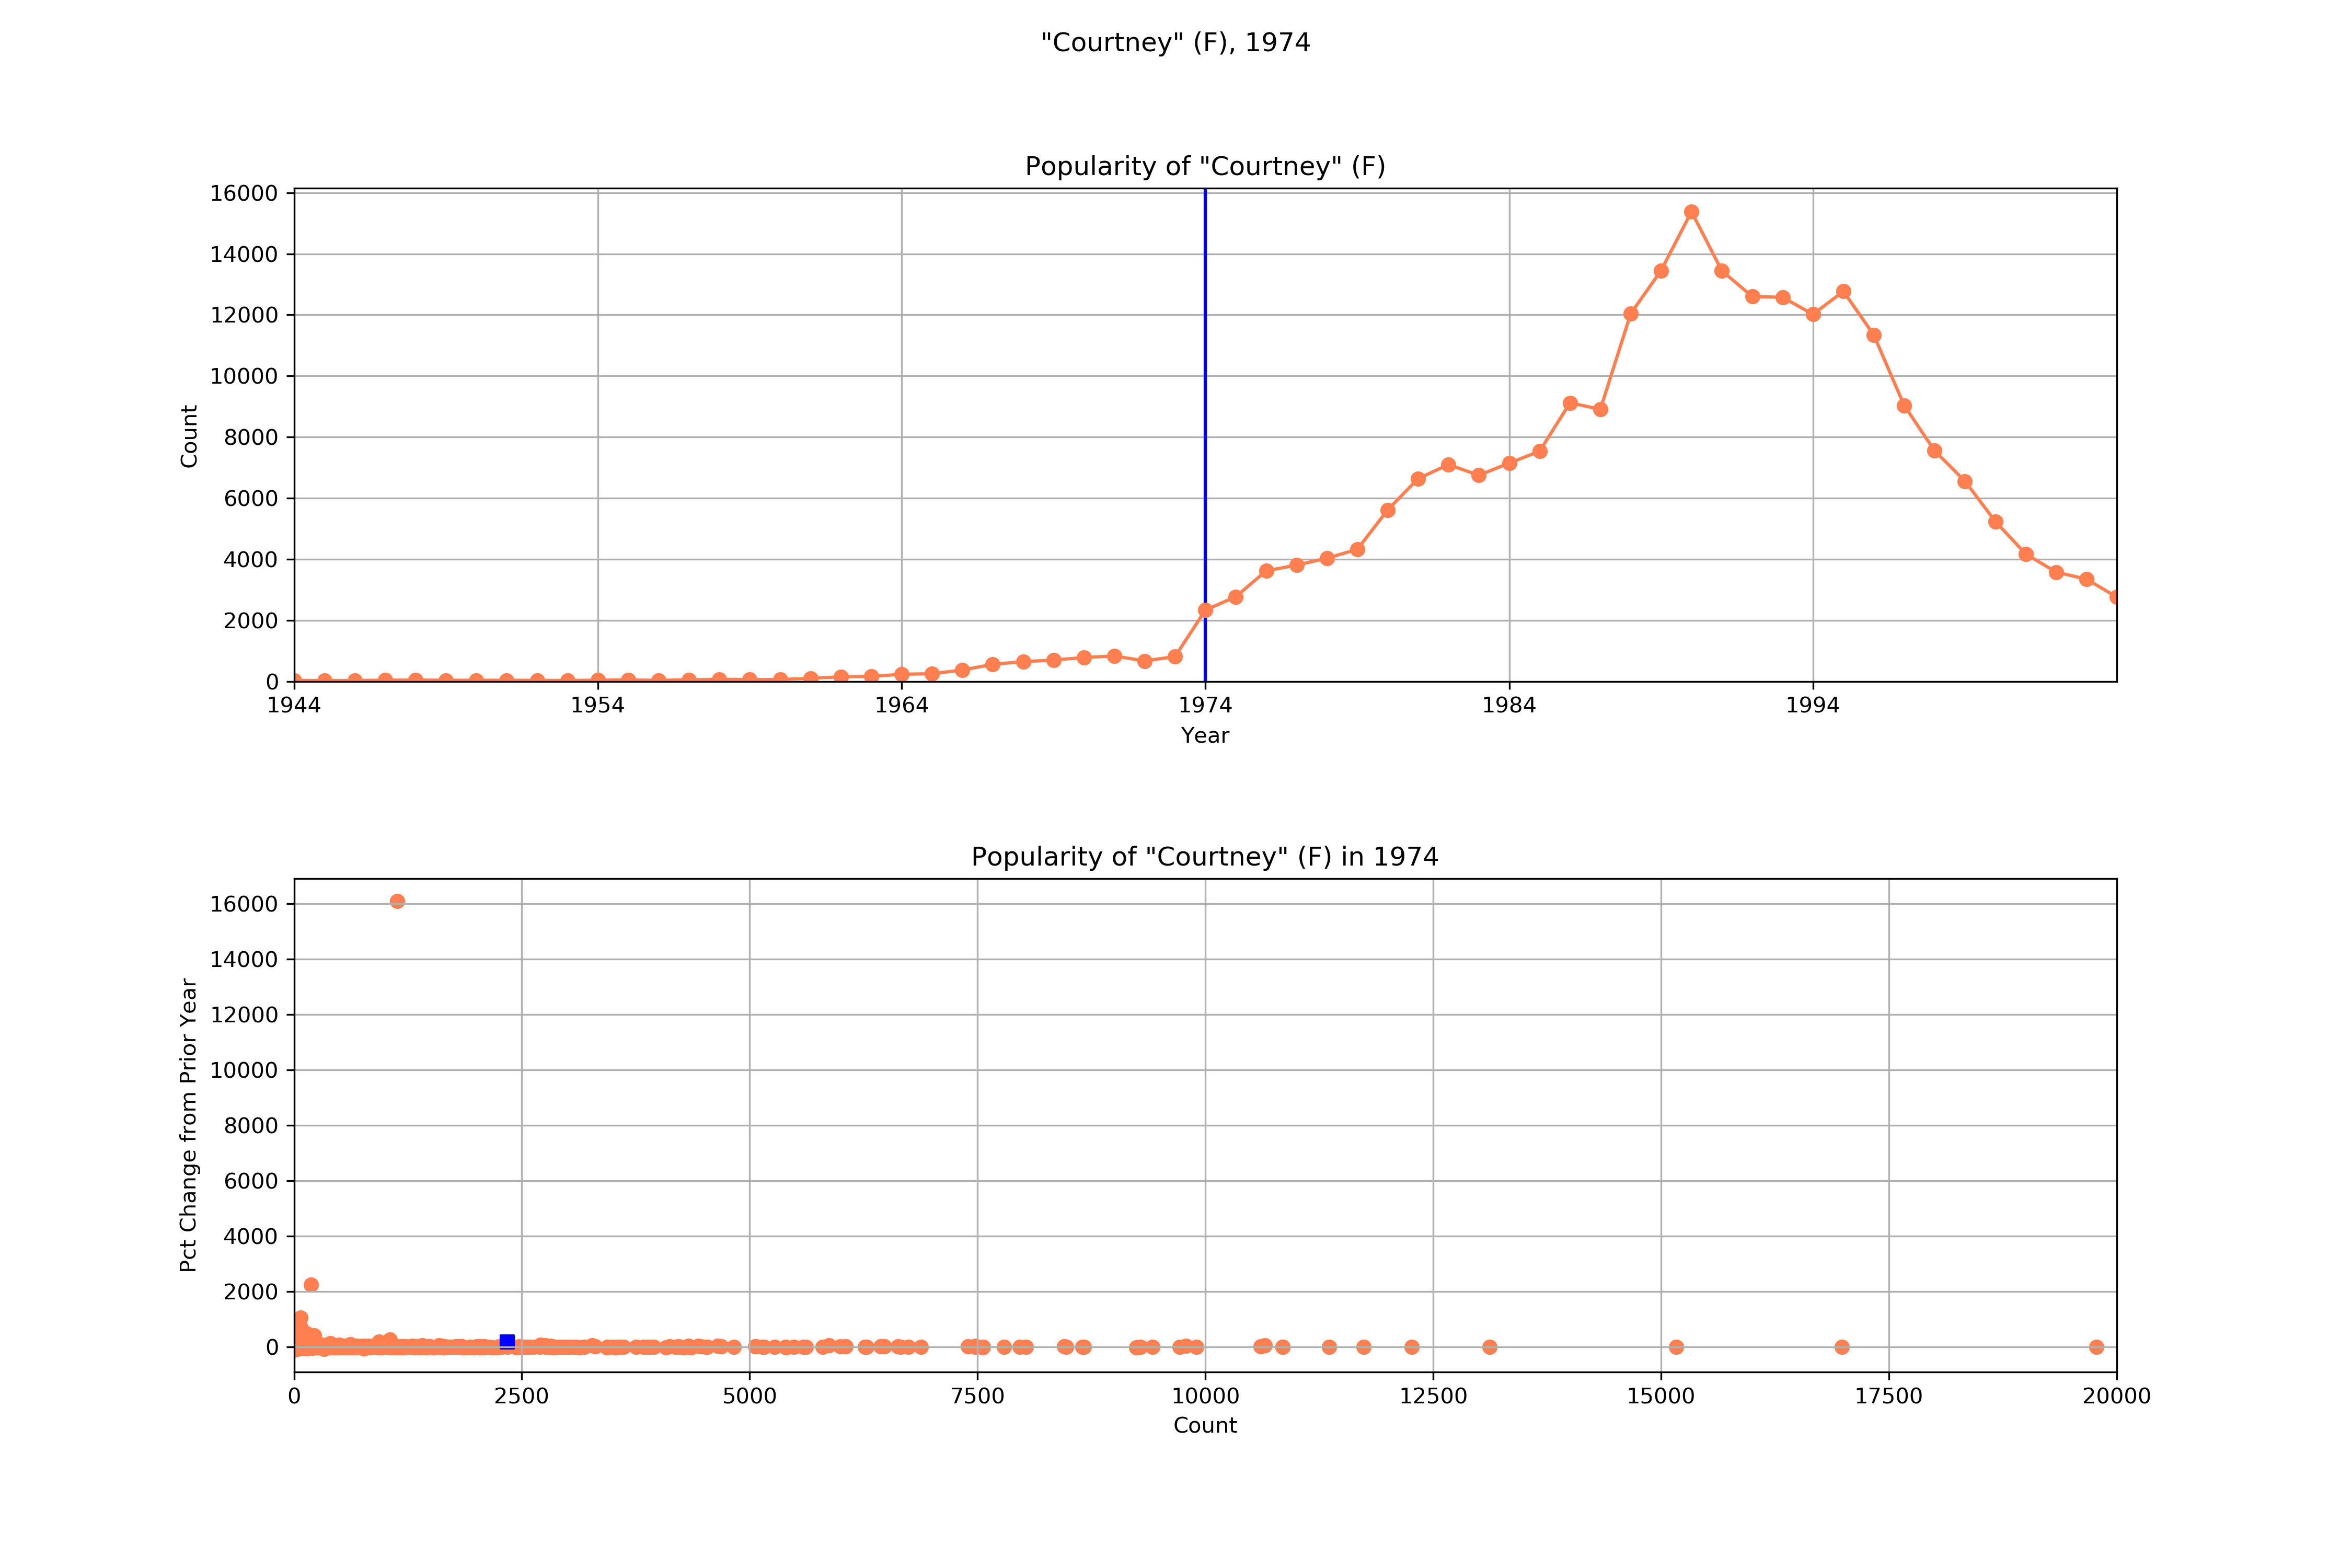 "Courtney" (F), 1974
Popularity of "Courtney" (F)
16000
14000
12000
10000
8000
6000
4000
2000
0
Count
1944 1954 1964 1974 1984 1994
Year
Popularity of "Courtney" (F) in 1974
16000
14000
12000
10000
8000
6000
4000
2000
0
Pct Change from Prior Year
0 2500 5000 7500 10000 12500 15000 17500 20000
Count